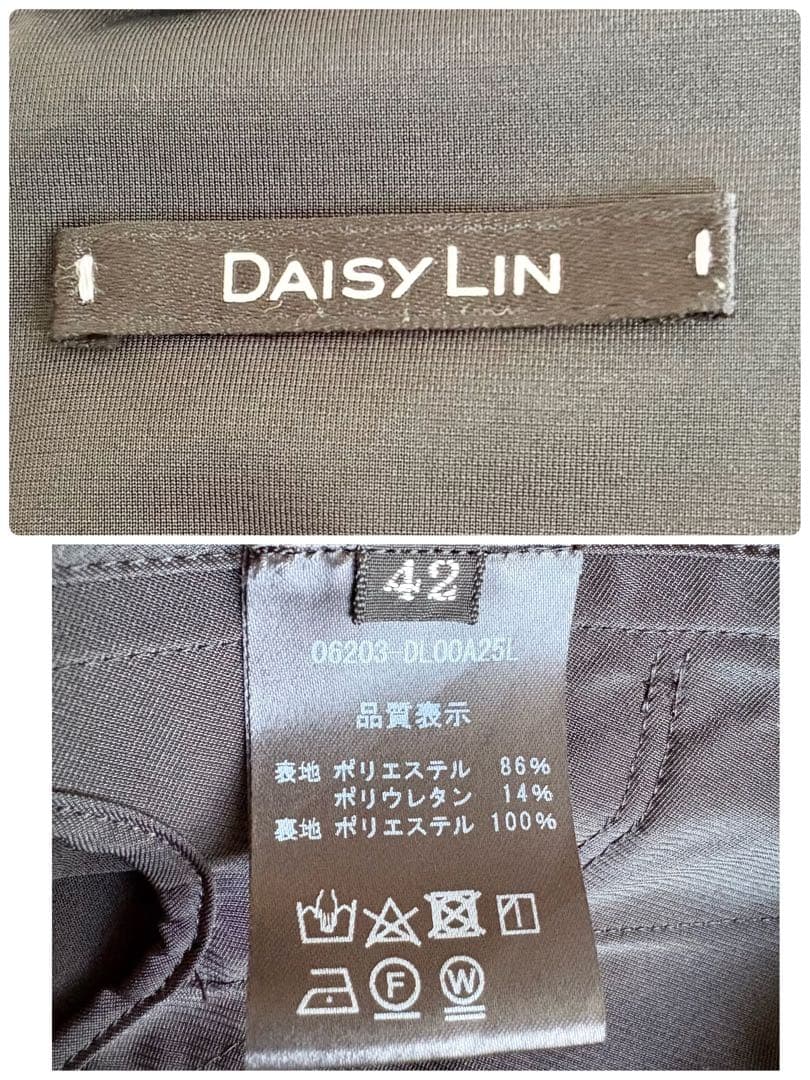 DAISY LIN
42
06203-DL00A25L
品質表示
表地 ポリエステル 86%
ポリウレタン 14%
裏地 ポリエステル 100%
F W